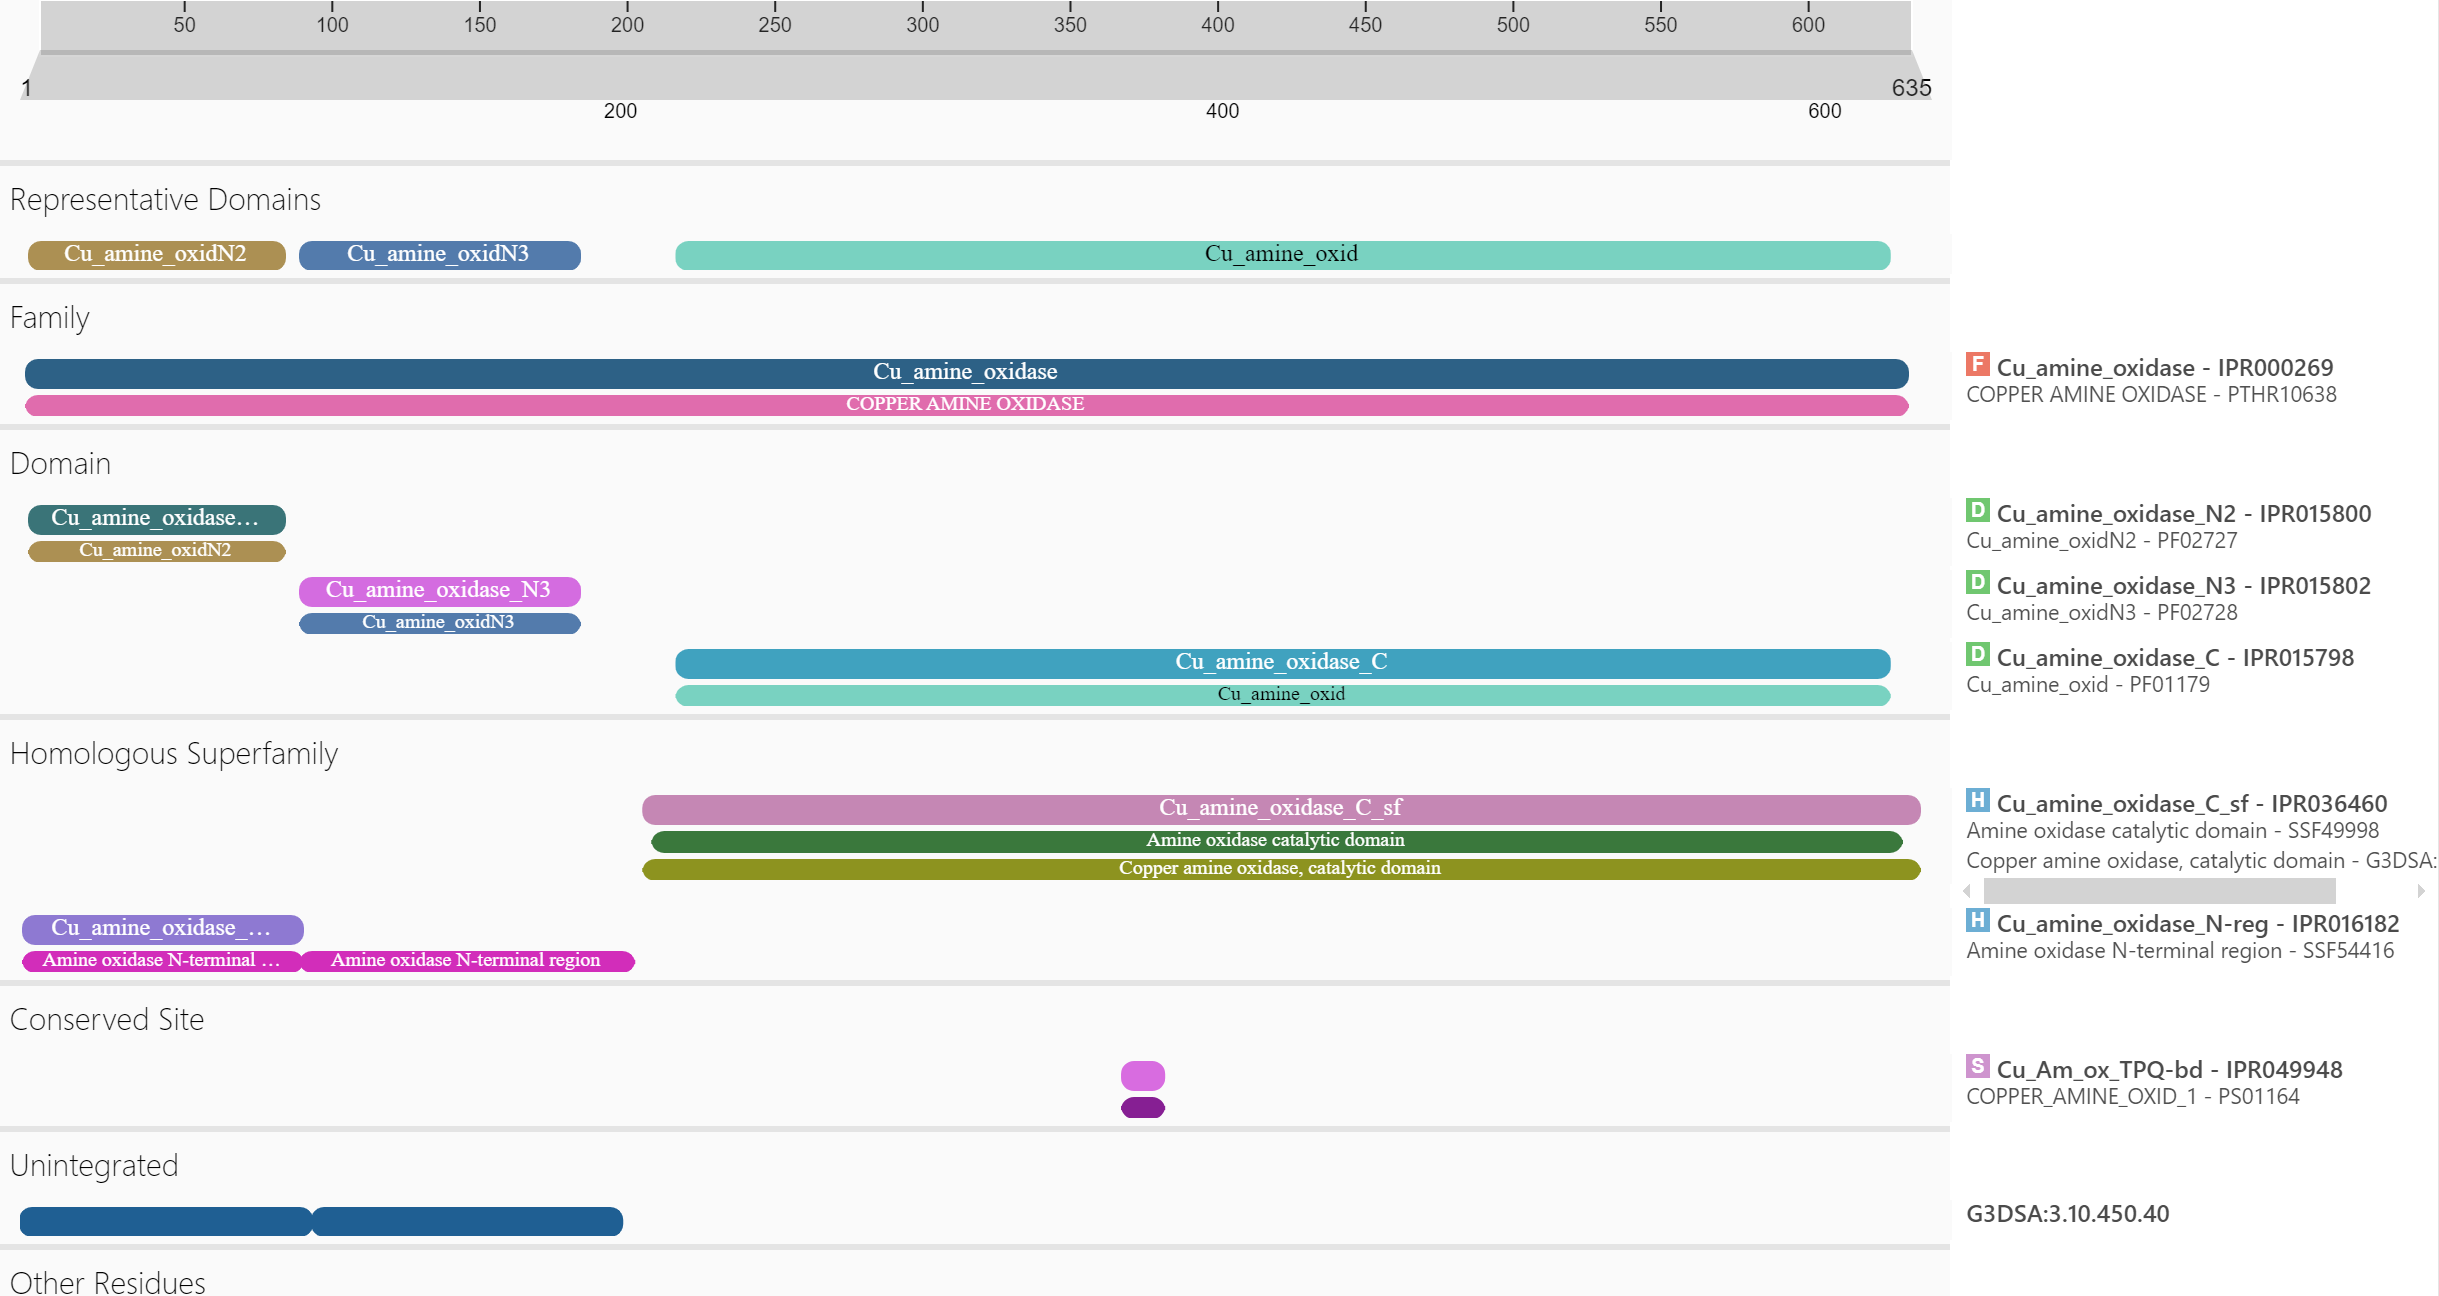 50 100 150 200 250 300 350 400 450 500 550 600
1 635
200 400 600
Representative Domains
Cu_amine_oxidN2 Cu_amine_oxidN3 Cu_amine_oxid
Family
Cu_amine_oxidase
F Cu_amine_oxidase - IPR000269
COPPER AMINE OXIDASE
COPPER AMINE OXIDASE - PTHR10638
Domain
Cu_amine_oxidase...
D Cu_amine_oxidase_N2 - IPR015800
Cu_amine_oxidN2
Cu_amine_oxidN2 - PF02727
Cu_amine_oxidase_N3
D Cu_amine_oxidase_N3 - IPR015802
Cu_amine_oxidN3
Cu_amine_oxidN3 - PF02728
Cu_amine_oxidase_C
D Cu_amine_oxidase_C - IPR015798
Cu_amine_oxid
Cu_amine_oxid - PF01179
Homologous Superfamily
Cu_amine_oxidase_C_sf
H Cu_amine_oxidase_C_sf - IPR036460
Amine oxidase catalytic domain
Amine oxidase catalytic domain - SSF49998
Copper amine oxidase, catalytic domain
Copper amine oxidase, catalytic domain - G3DSA:
Cu_amine_oxidase_...
H Cu_amine_oxidase_N-reg - IPR016182
Amine oxidase N-terminal ... Amine oxidase N-terminal region
Amine oxidase N-terminal region - SSF54416
Conserved Site
S Cu_Am_ox_TPQ-bd - IPR049948
COPPER_AMINE_OXID_1 - PS01164
Unintegrated
G3DSA:3.10.450.40
Other Residues